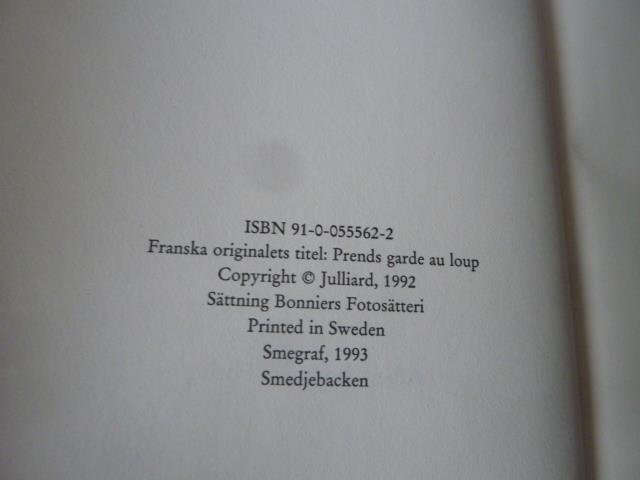 ISBN 91-0-055562-2
Franska originalets titel: Prends garde au loup
Copyright © Julliard, 1992
Sättning Bonniers Fotosätteri
Printed in Sweden
Smegraf, 1993
Smedjebacken